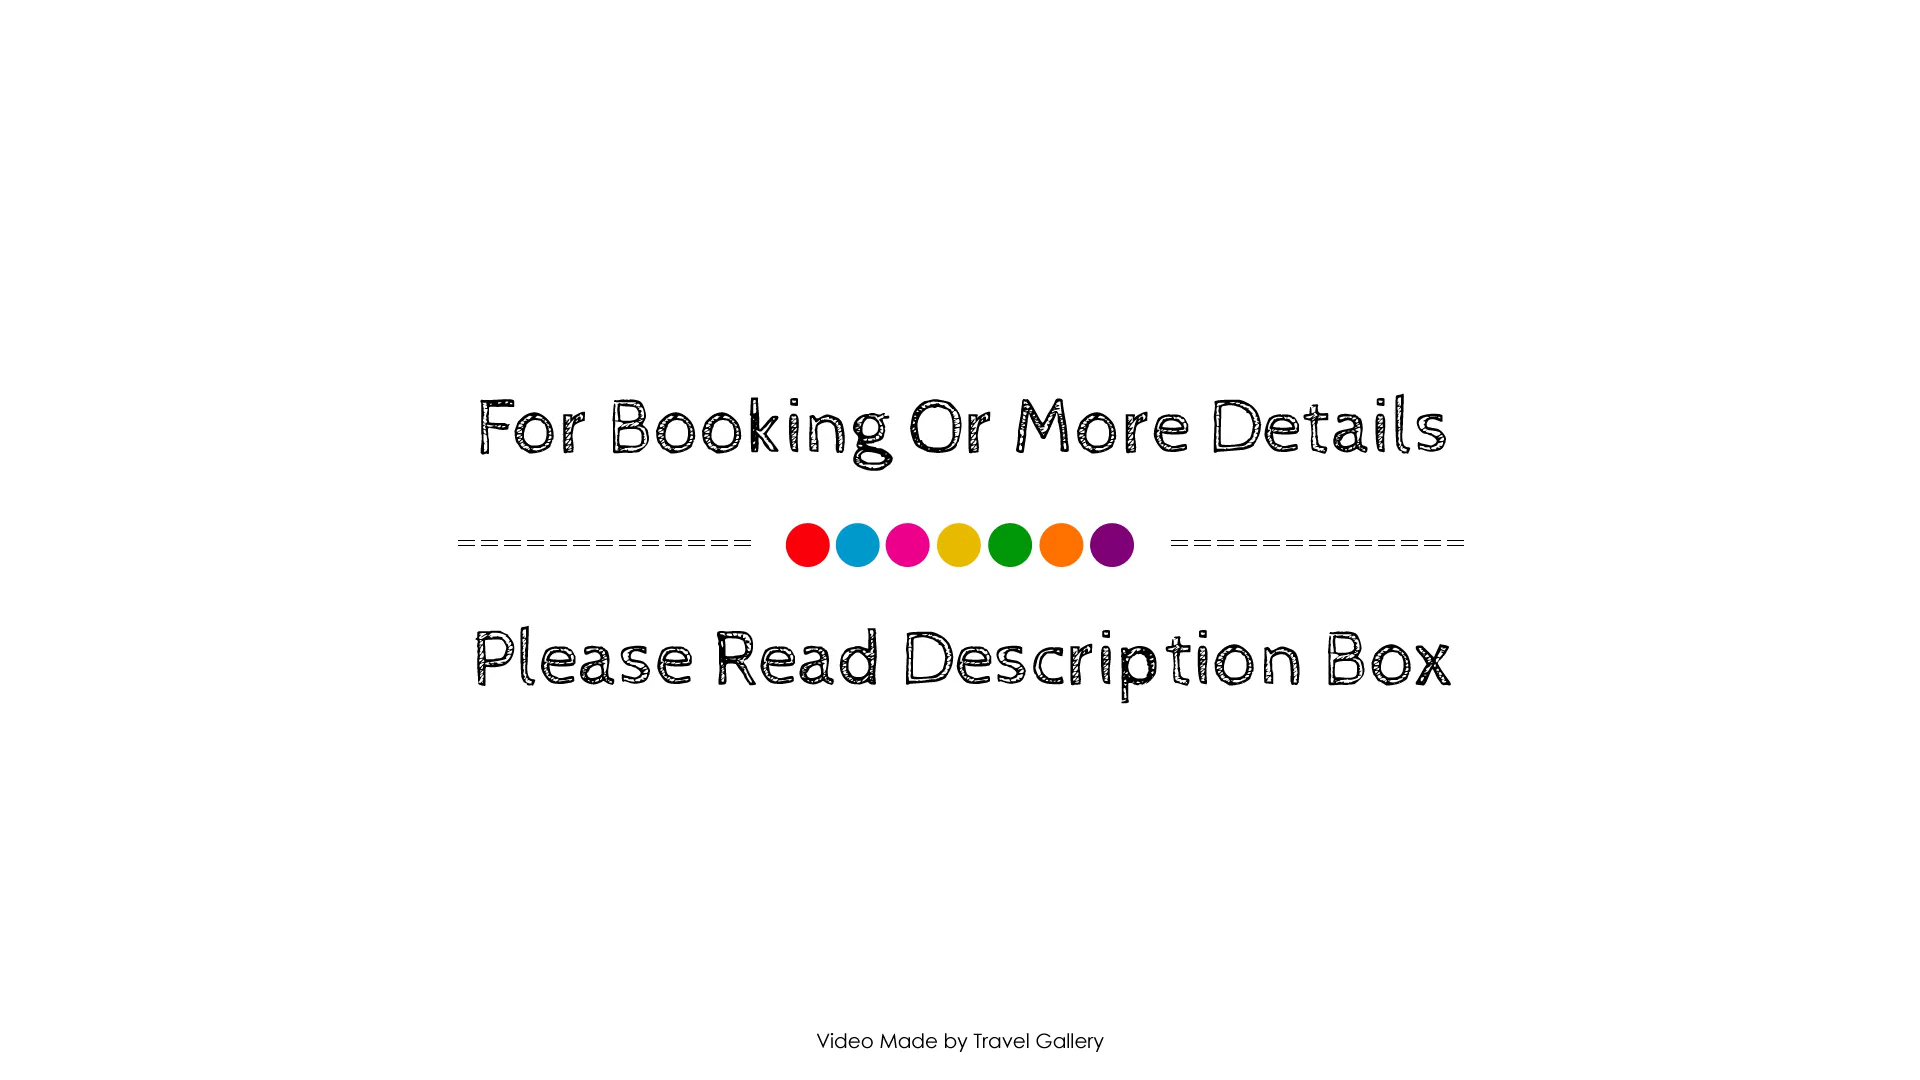 For Booking Or More Details
============= =============
Please Read Description Box
Video Made by Travel Gallery